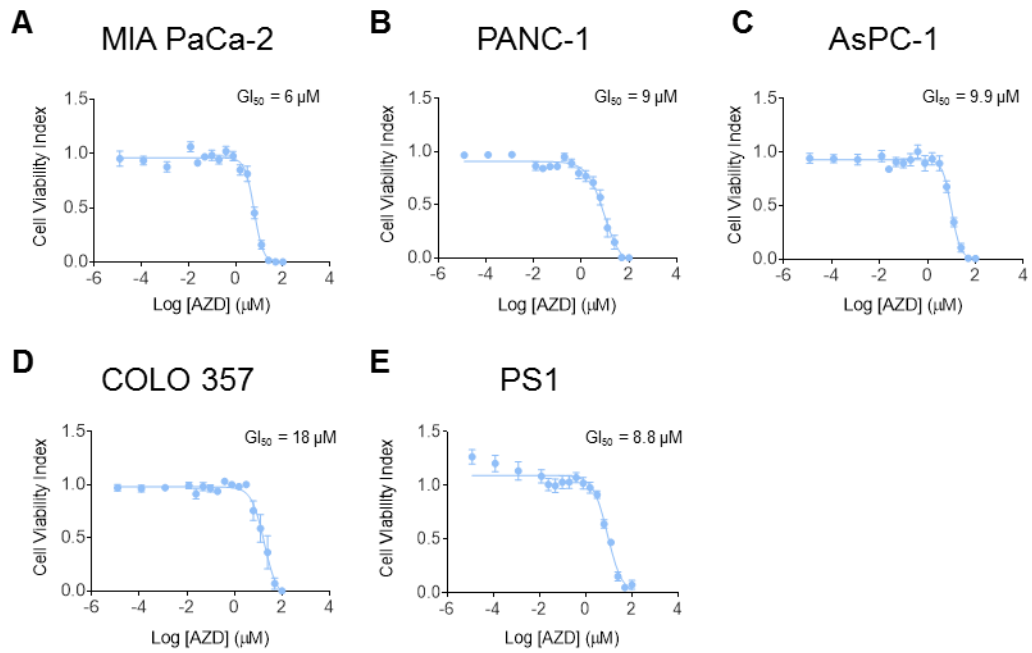 A
MIA PaCa-2
GI₅₀ = 6 µM
Cell Viability Index
1.5
1.0
0.5
0.0
-6 -4 -2 0 2 4
Log [AZD] (µM)
B
PANC-1
GI₅₀ = 9 µM
Cell Viability Index
1.5
1.0
0.5
0.0
-6 -4 -2 0 2 4
Log [AZD] (µM)
C
AsPC-1
GI₅₀ = 9.9 µM
Cell Viability Index
1.5
1.0
0.5
0.0
-6 -4 -2 0 2 4
Log [AZD] (µM)
D
COLO 357
GI₅₀ = 18 µM
Cell Viability Index
1.5
1.0
0.5
0.0
-6 -4 -2 0 2 4
Log [AZD] (µM)
E
PS1
GI₅₀ = 8.8 µM
Cell Viability Index
1.5
1.0
0.5
0.0
-6 -4 -2 0 2 4
Log [AZD] (µM)